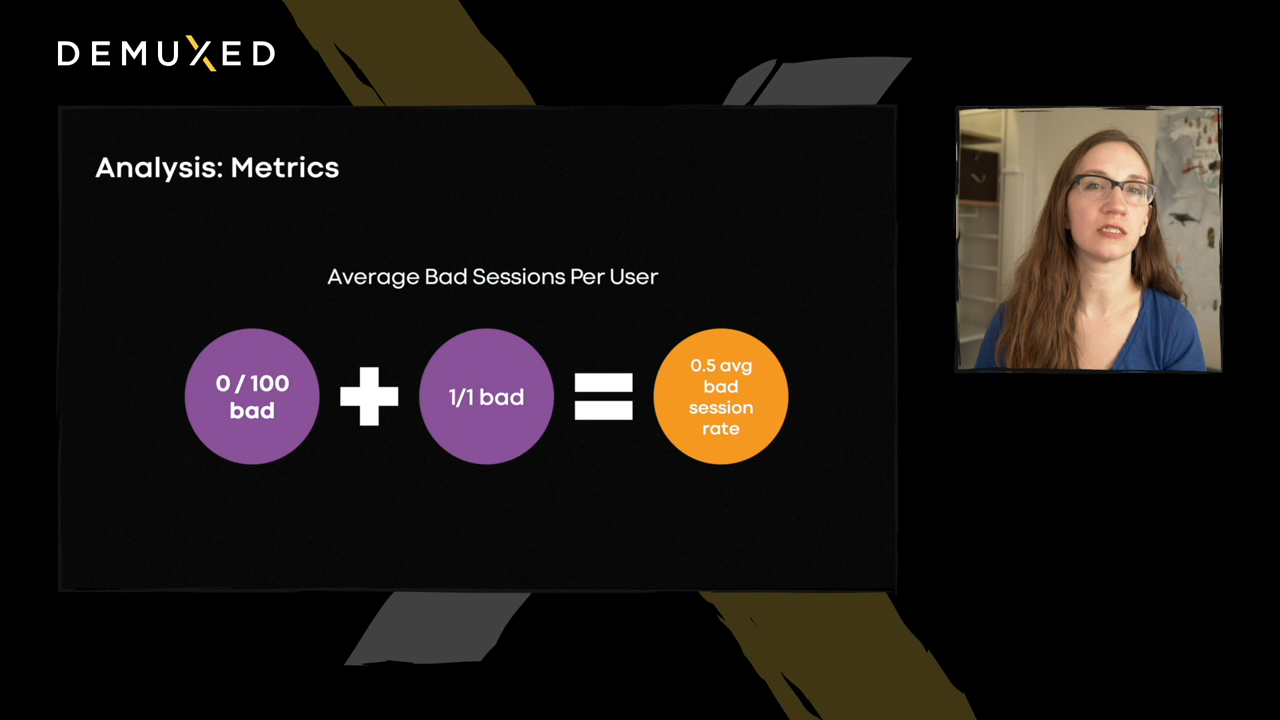 DEMUXED
Analysis: Metrics
Average Bad Sessions Per User
0 / 100
bad
1/1 bad
0.5 avg
bad
session
rate